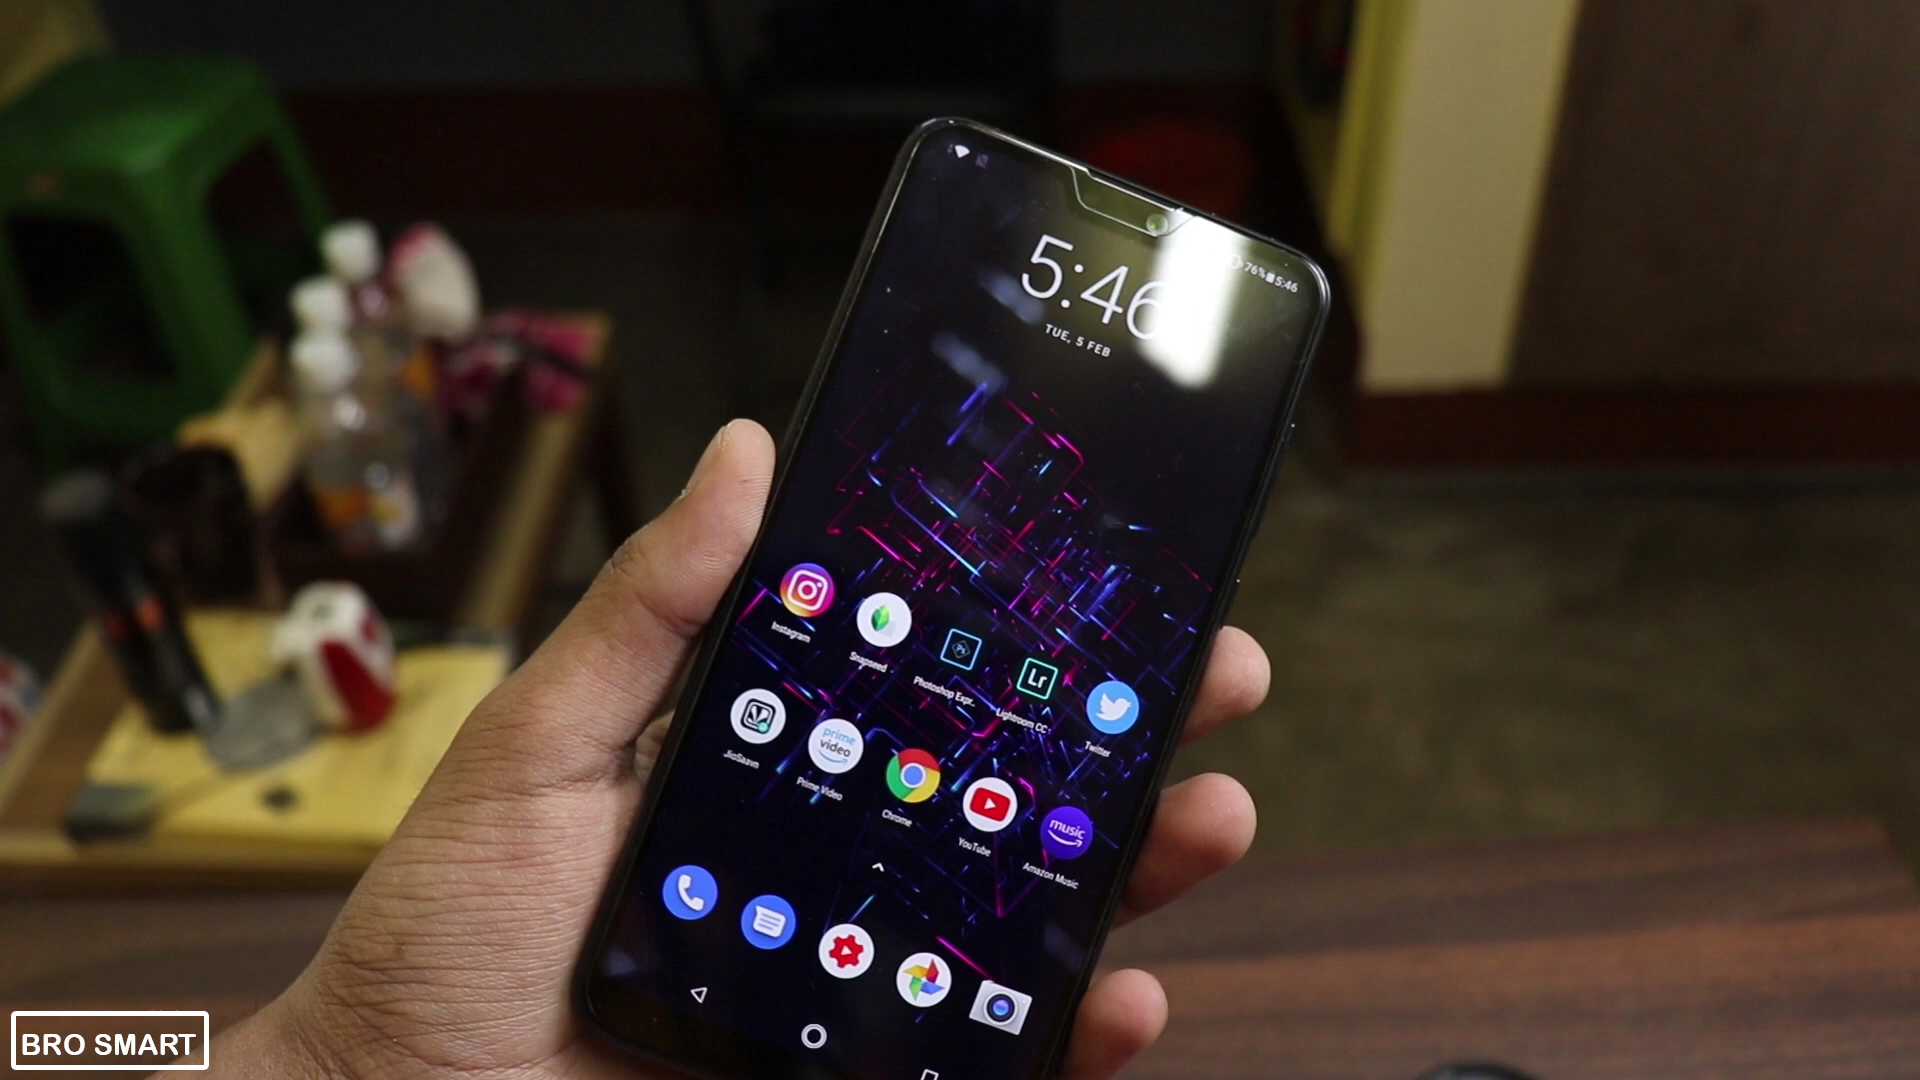 76% 5:46
5:46
TUE, 5 FEB
Instagram
Snapseed
Photoshop Expr..
Lightroom CC
Twitter
JioSaavn
prime video
Prime Video
Chrome
YouTube
music
Amazon Music
Ps
Lr
BRO SMART